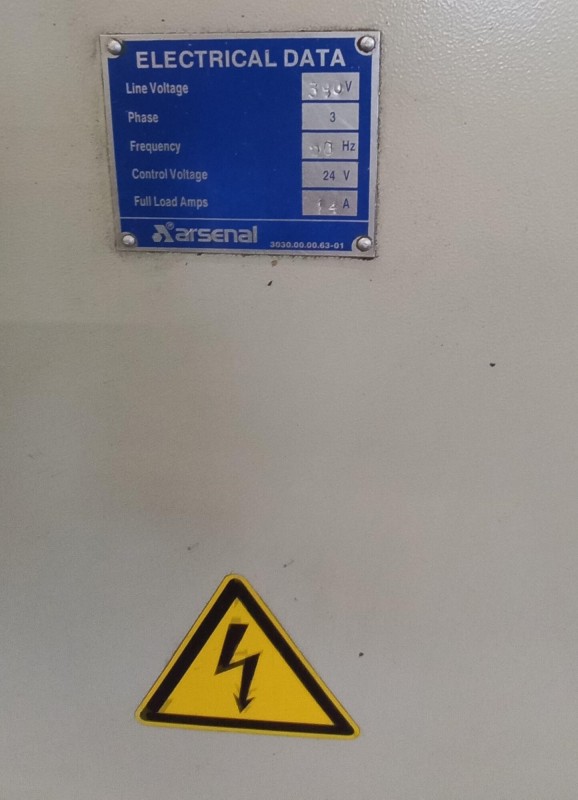 ELECTRICAL DATA
Line Voltage V
Phase 3
Frequency Hz
Control Voltage 24 V
Full Load Amps A
arsenal
3030.00.00.63-01